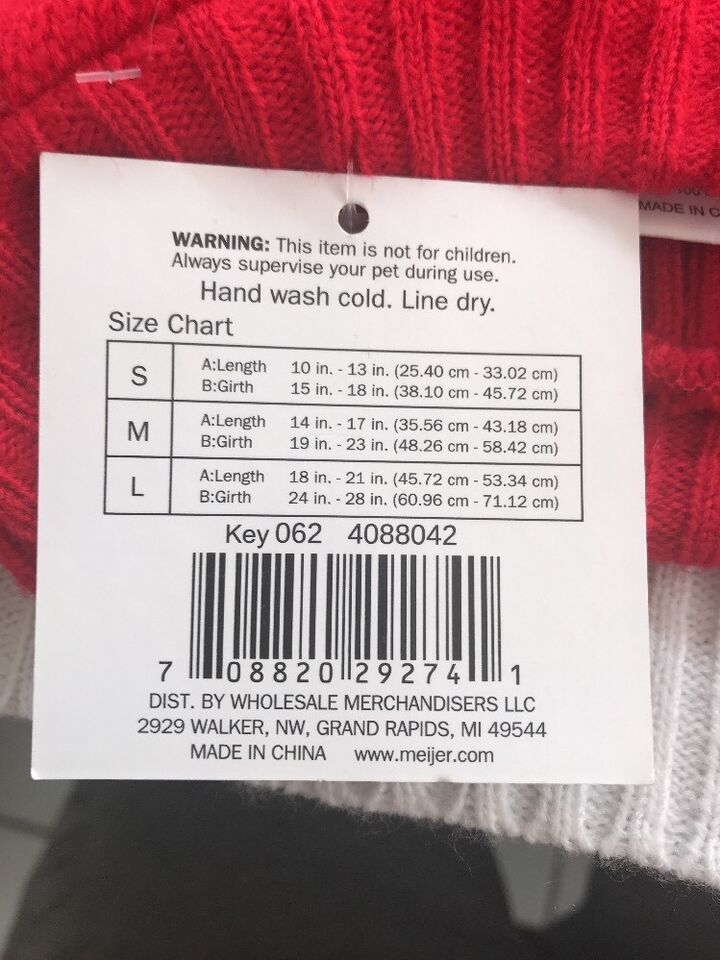 WARNING: This item is not for children.
Always supervise your pet during use.
Hand wash cold. Line dry.
Size Chart
S A:Length 10 in. - 13 in. (25.40 cm - 33.02 cm)
B:Girth 15 in. - 18 in. (38.10 cm - 45.72 cm)
M A:Length 14 in. - 17 in. (35.56 cm - 43.18 cm)
B:Girth 19 in. - 23 in. (48.26 cm - 58.42 cm)
L A:Length 18 in. - 21 in. (45.72 cm - 53.34 cm)
B:Girth 24 in. - 28 in. (60.96 cm - 71.12 cm)
Key 062 4088042
7 08820 29274 1
DIST. BY WHOLESALE MERCHANDISERS LLC
2929 WALKER, NW, GRAND RAPIDS, MI 49544
MADE IN CHINA www.meijer.com
MADE IN